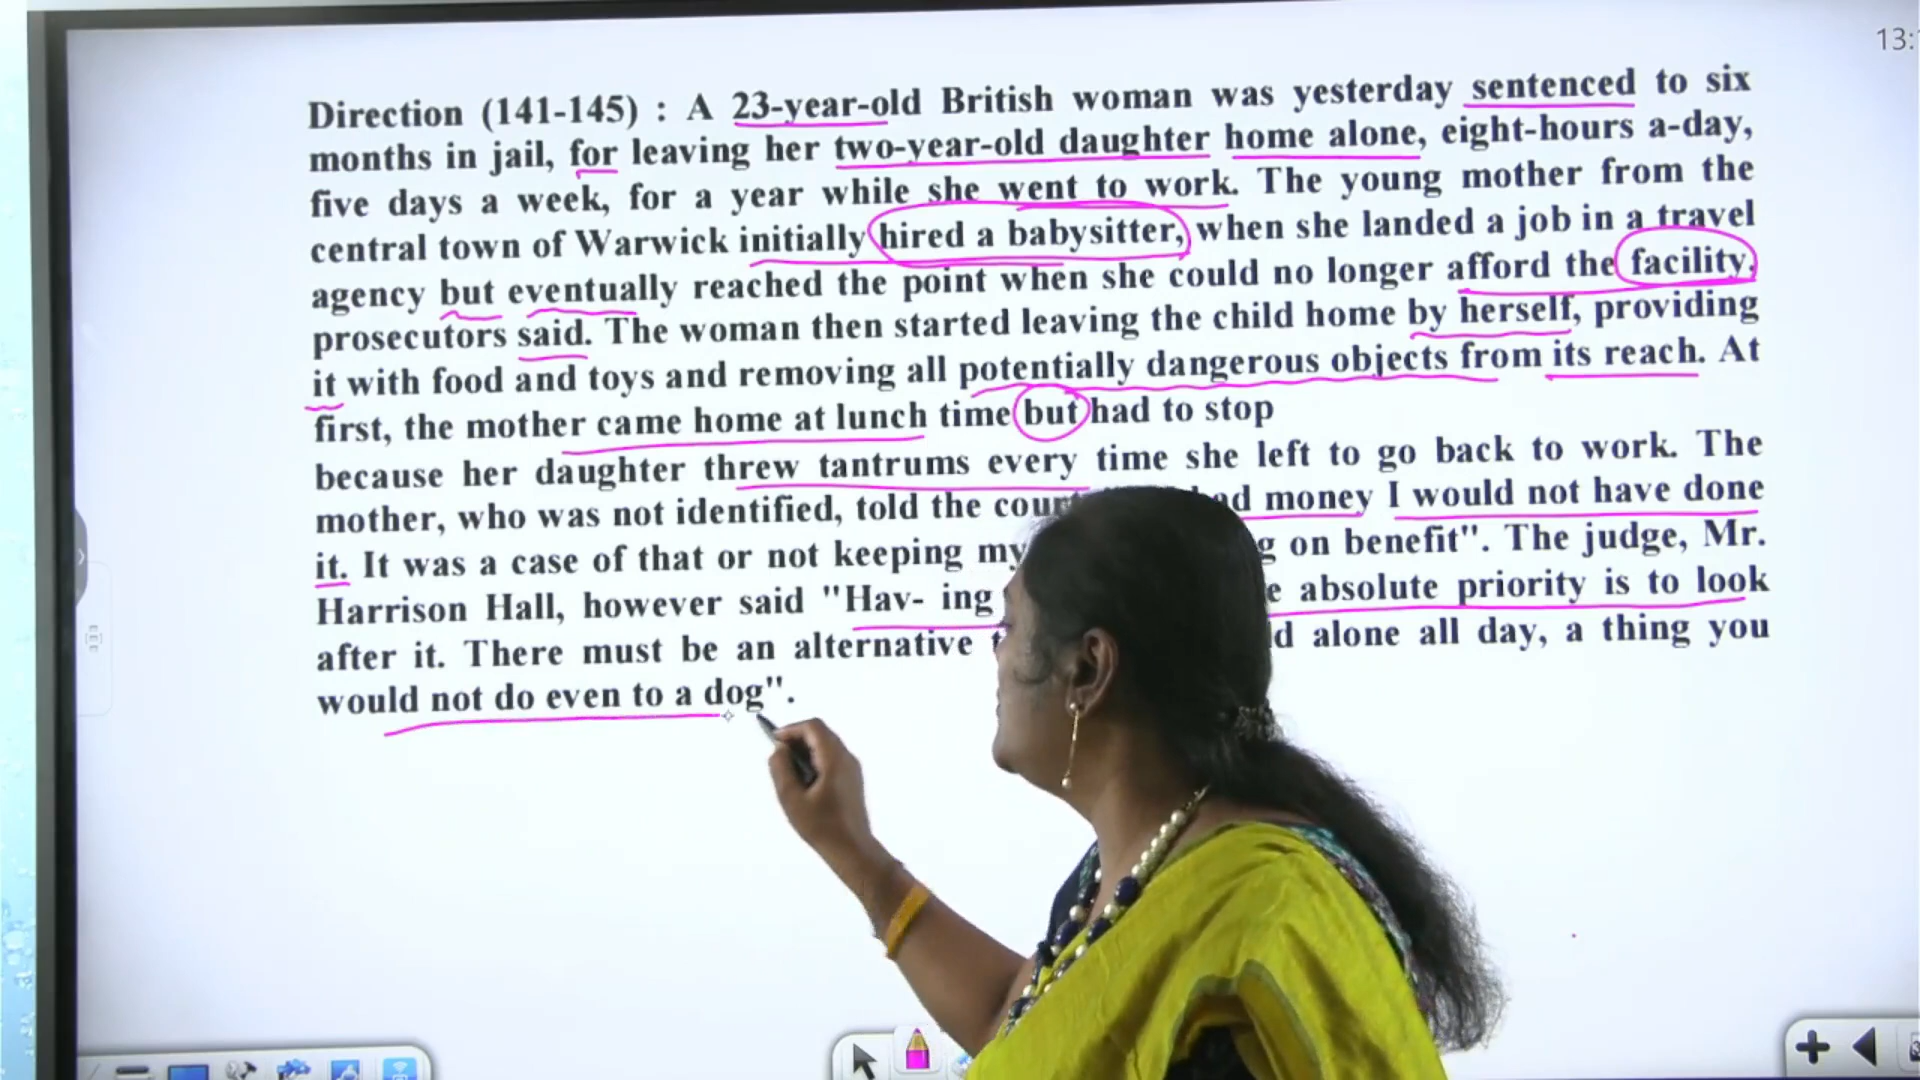 13:
Direction (141-145) : A 23-year-old British woman was yesterday sentenced to six
months in jail, for leaving her two-year-old daughter home alone, eight-hours a-day,
five days a week, for a year while she went to work. The young mother from the
central town of Warwick initially hired a babysitter, when she landed a job in a travel
agency but eventually reached the point when she could no longer afford the facility,
prosecutors said. The woman then started leaving the child home by herself, providing
it with food and toys and removing all potentially dangerous objects from its reach. At
first, the mother came home at lunch time but had to stop
because her daughter threw tantrums every time she left to go back to work. The
mother, who was not identified, told the money I would not have done
it. It was a case of that or not keeping my on benefit". The judge, Mr.
Harrison Hall, however said "Hav- ing absolute priority is to look
after it. There must be an alternative alone all day, a thing you
would not do even to a dog".